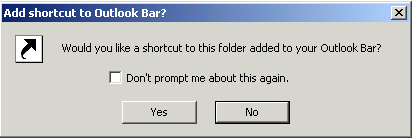 Add shortcut to Outlook Bar?
Would you like a shortcut to this folder added to your Outlook Bar?
Don't prompt me about this again.
Yes No